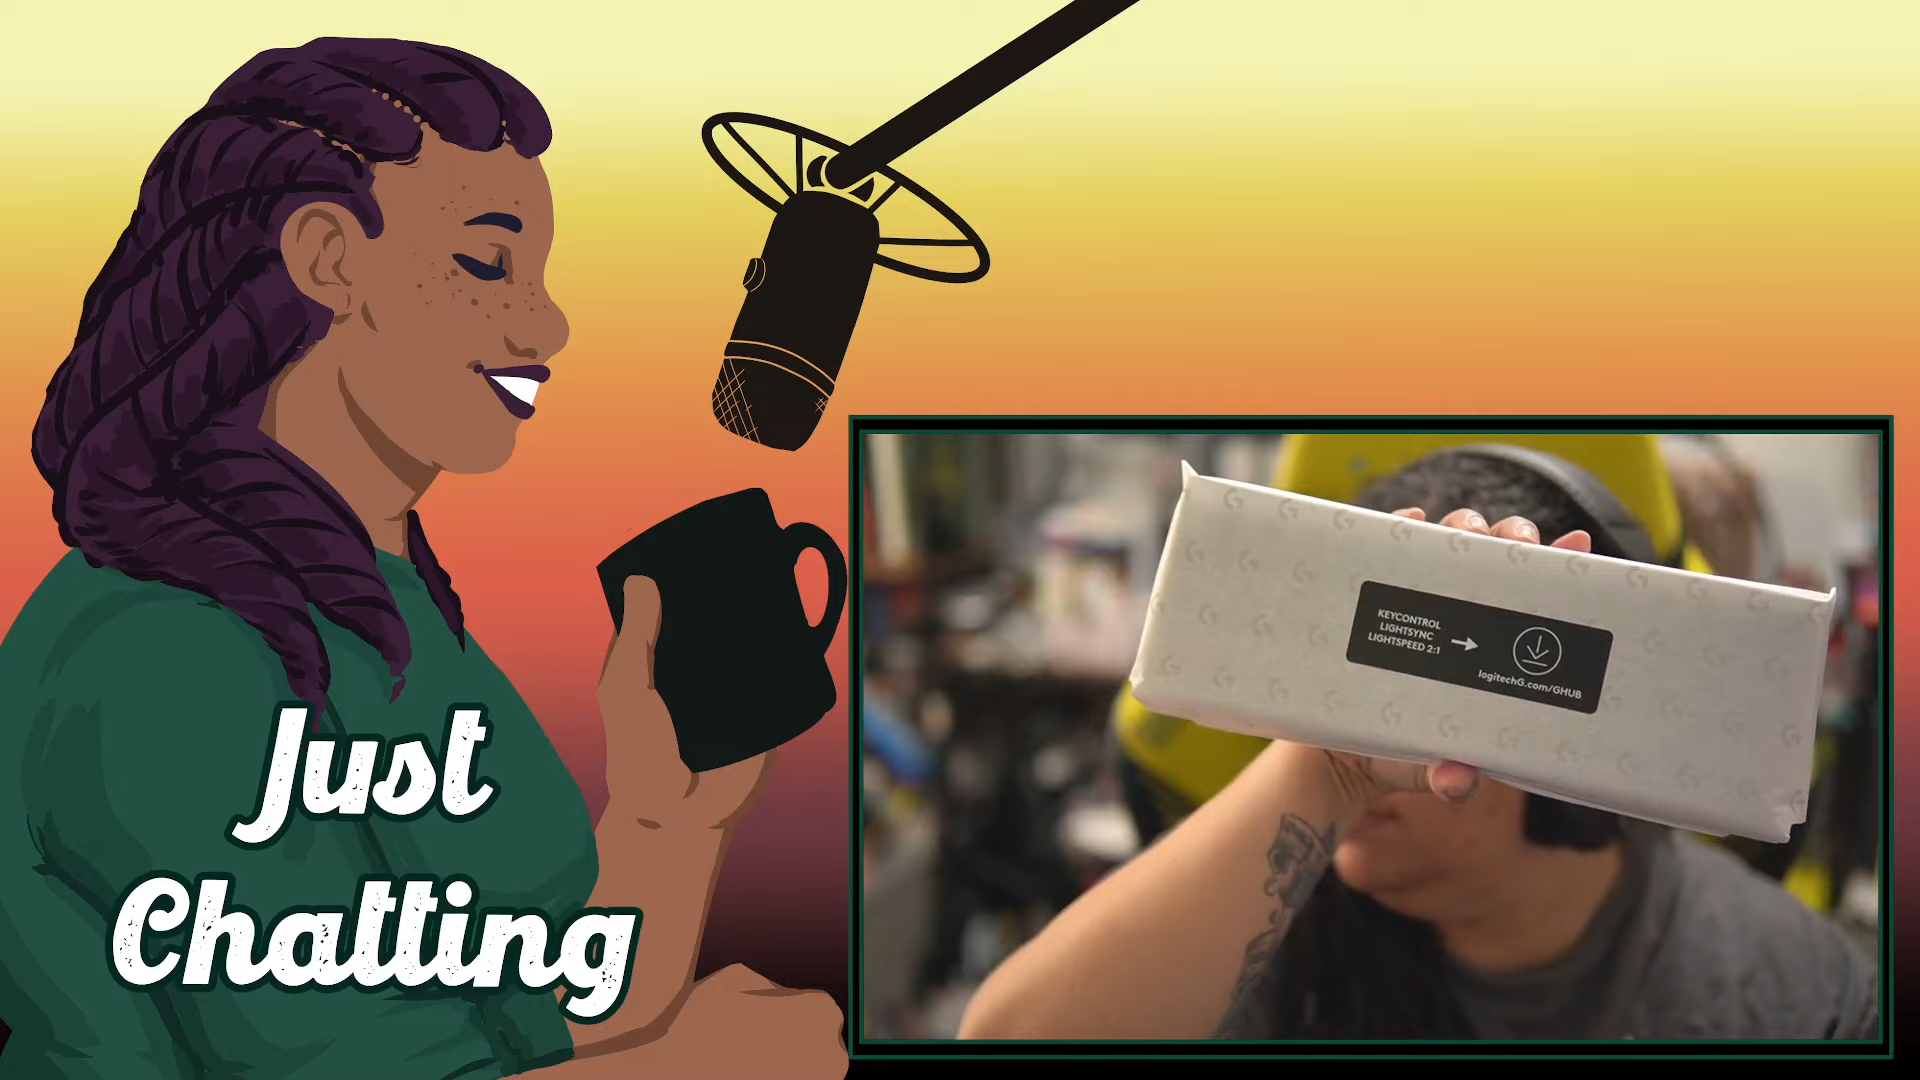 Just
Chatting
KEYCONTROL
LIGHTSYNC
LIGHTSPEED 2:1
logitechG.com/GHUB